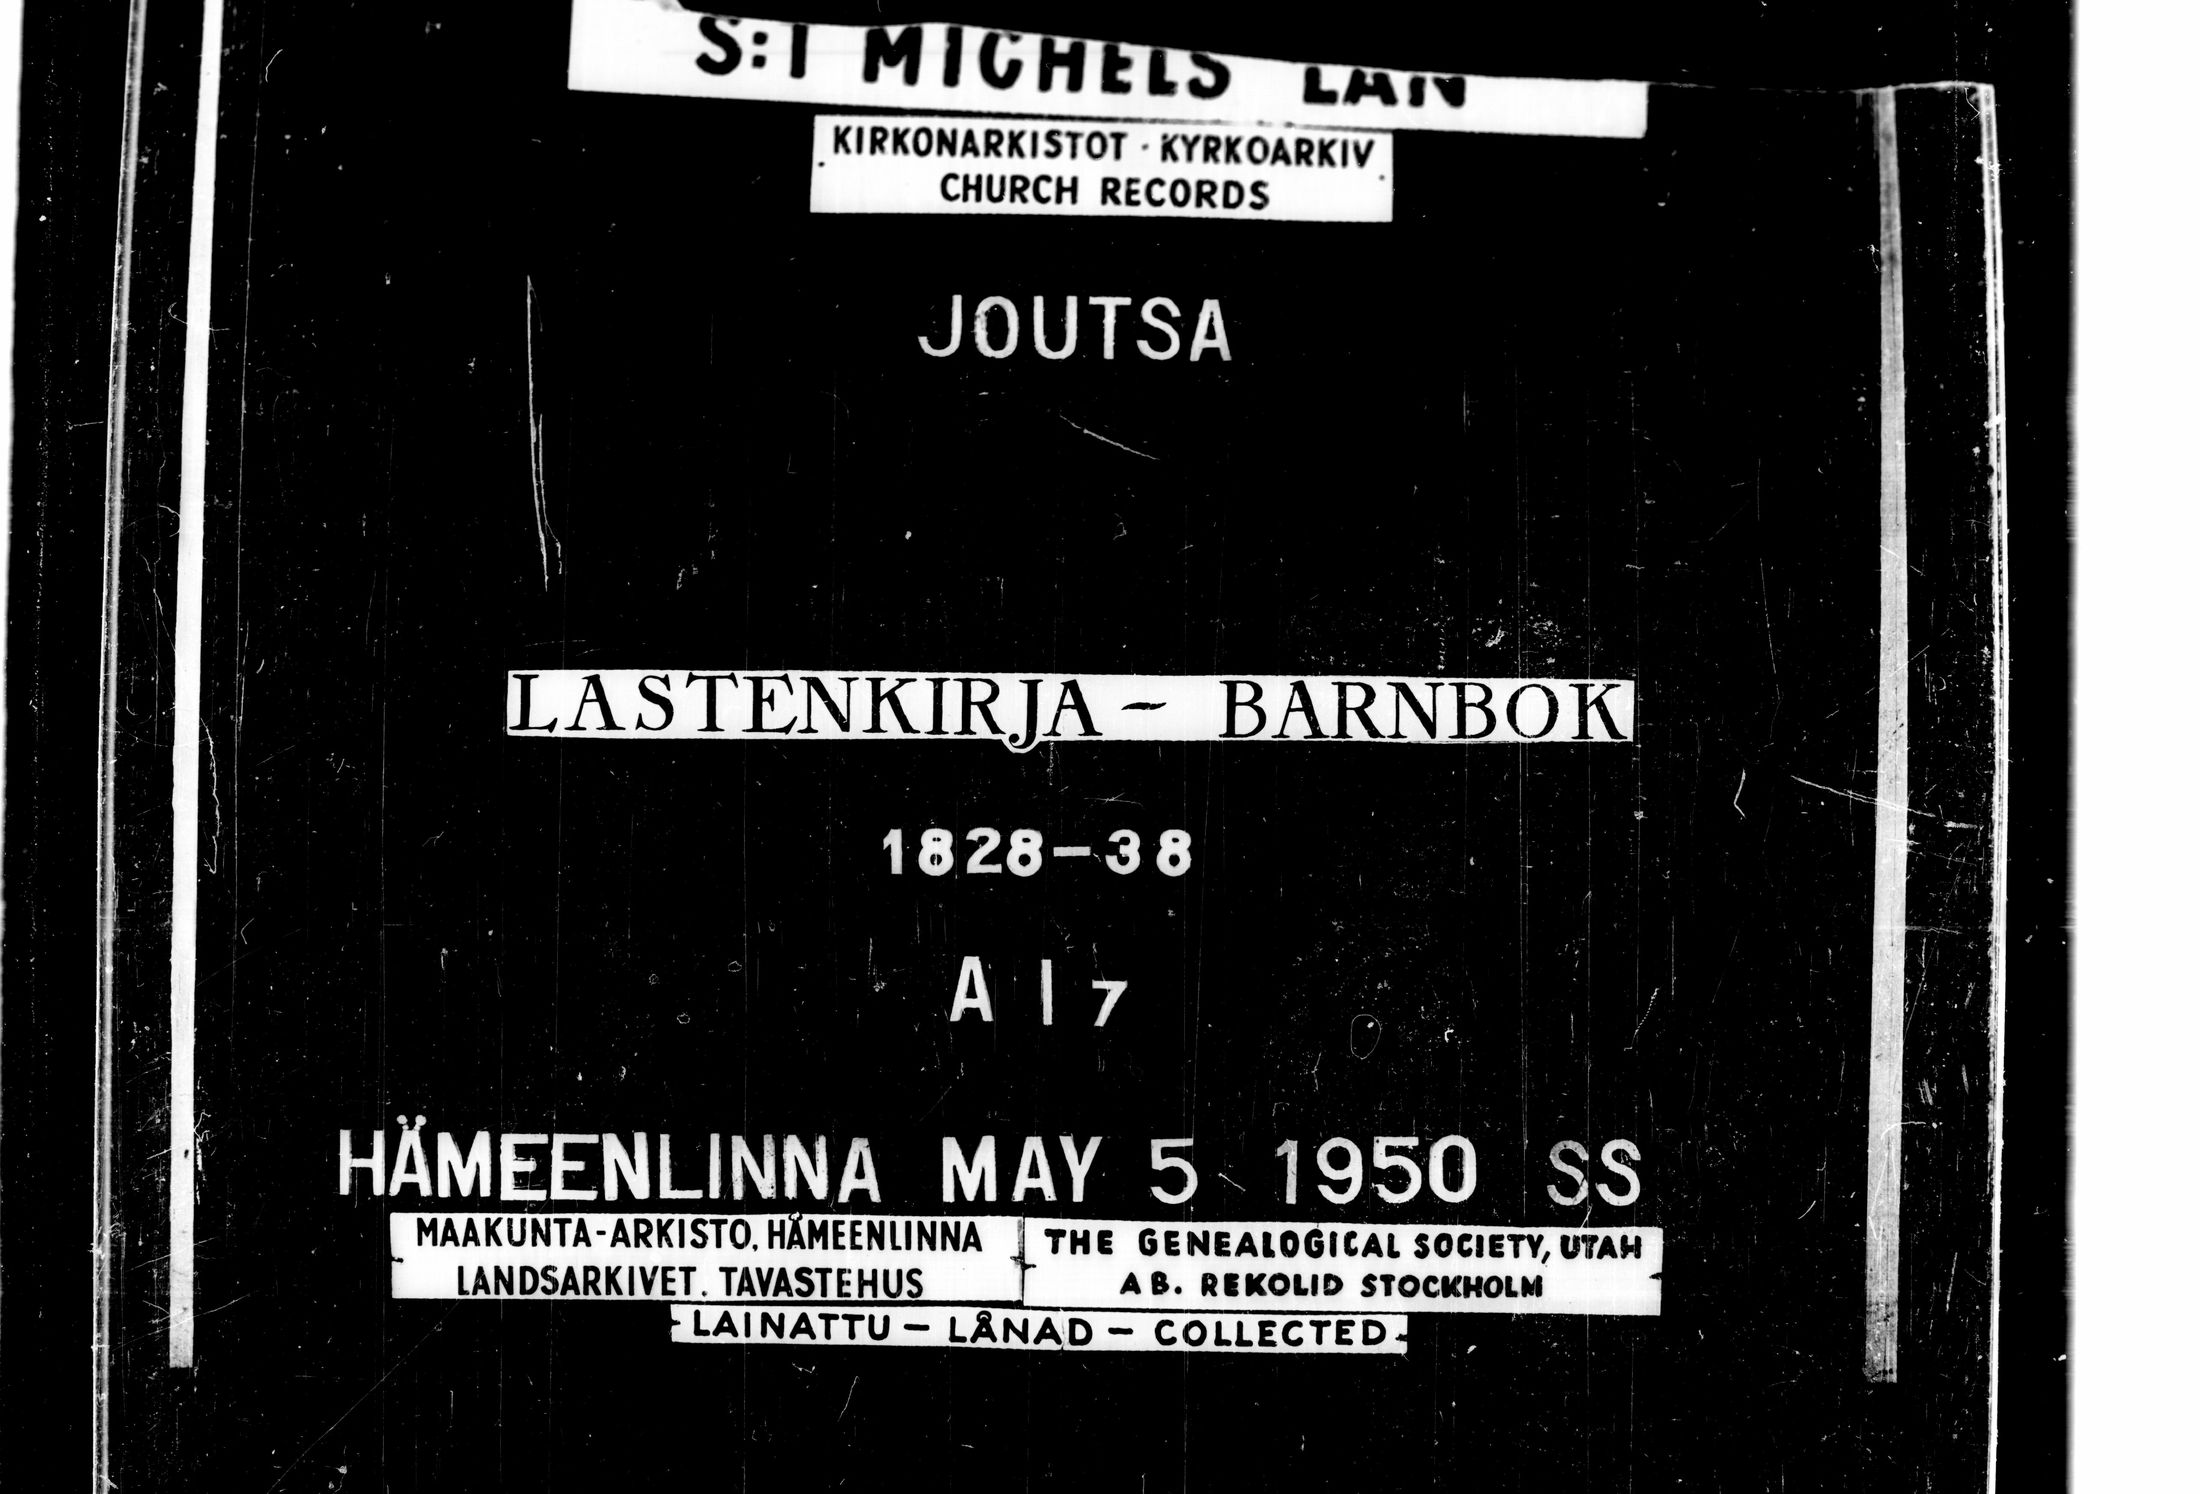 S:T MICHELS LÄN
KIRKONARKISTOT · KYRKOARKIV
CHURCH RECORDS
JOUTSA
LASTENKIRJA - BARNBOK
1828-38
A I 7
HÄMEENLINNA MAY 5 1950 SS
MAAKUNTA-ARKISTO, HÄMEENLINNA
LANDSARKIVET. TAVASTEHUS
THE GENEALOGICAL SOCIETY, UTAH
AB. REKOLID STOCKHOLM
LAINATTU - LÅNAD - COLLECTED